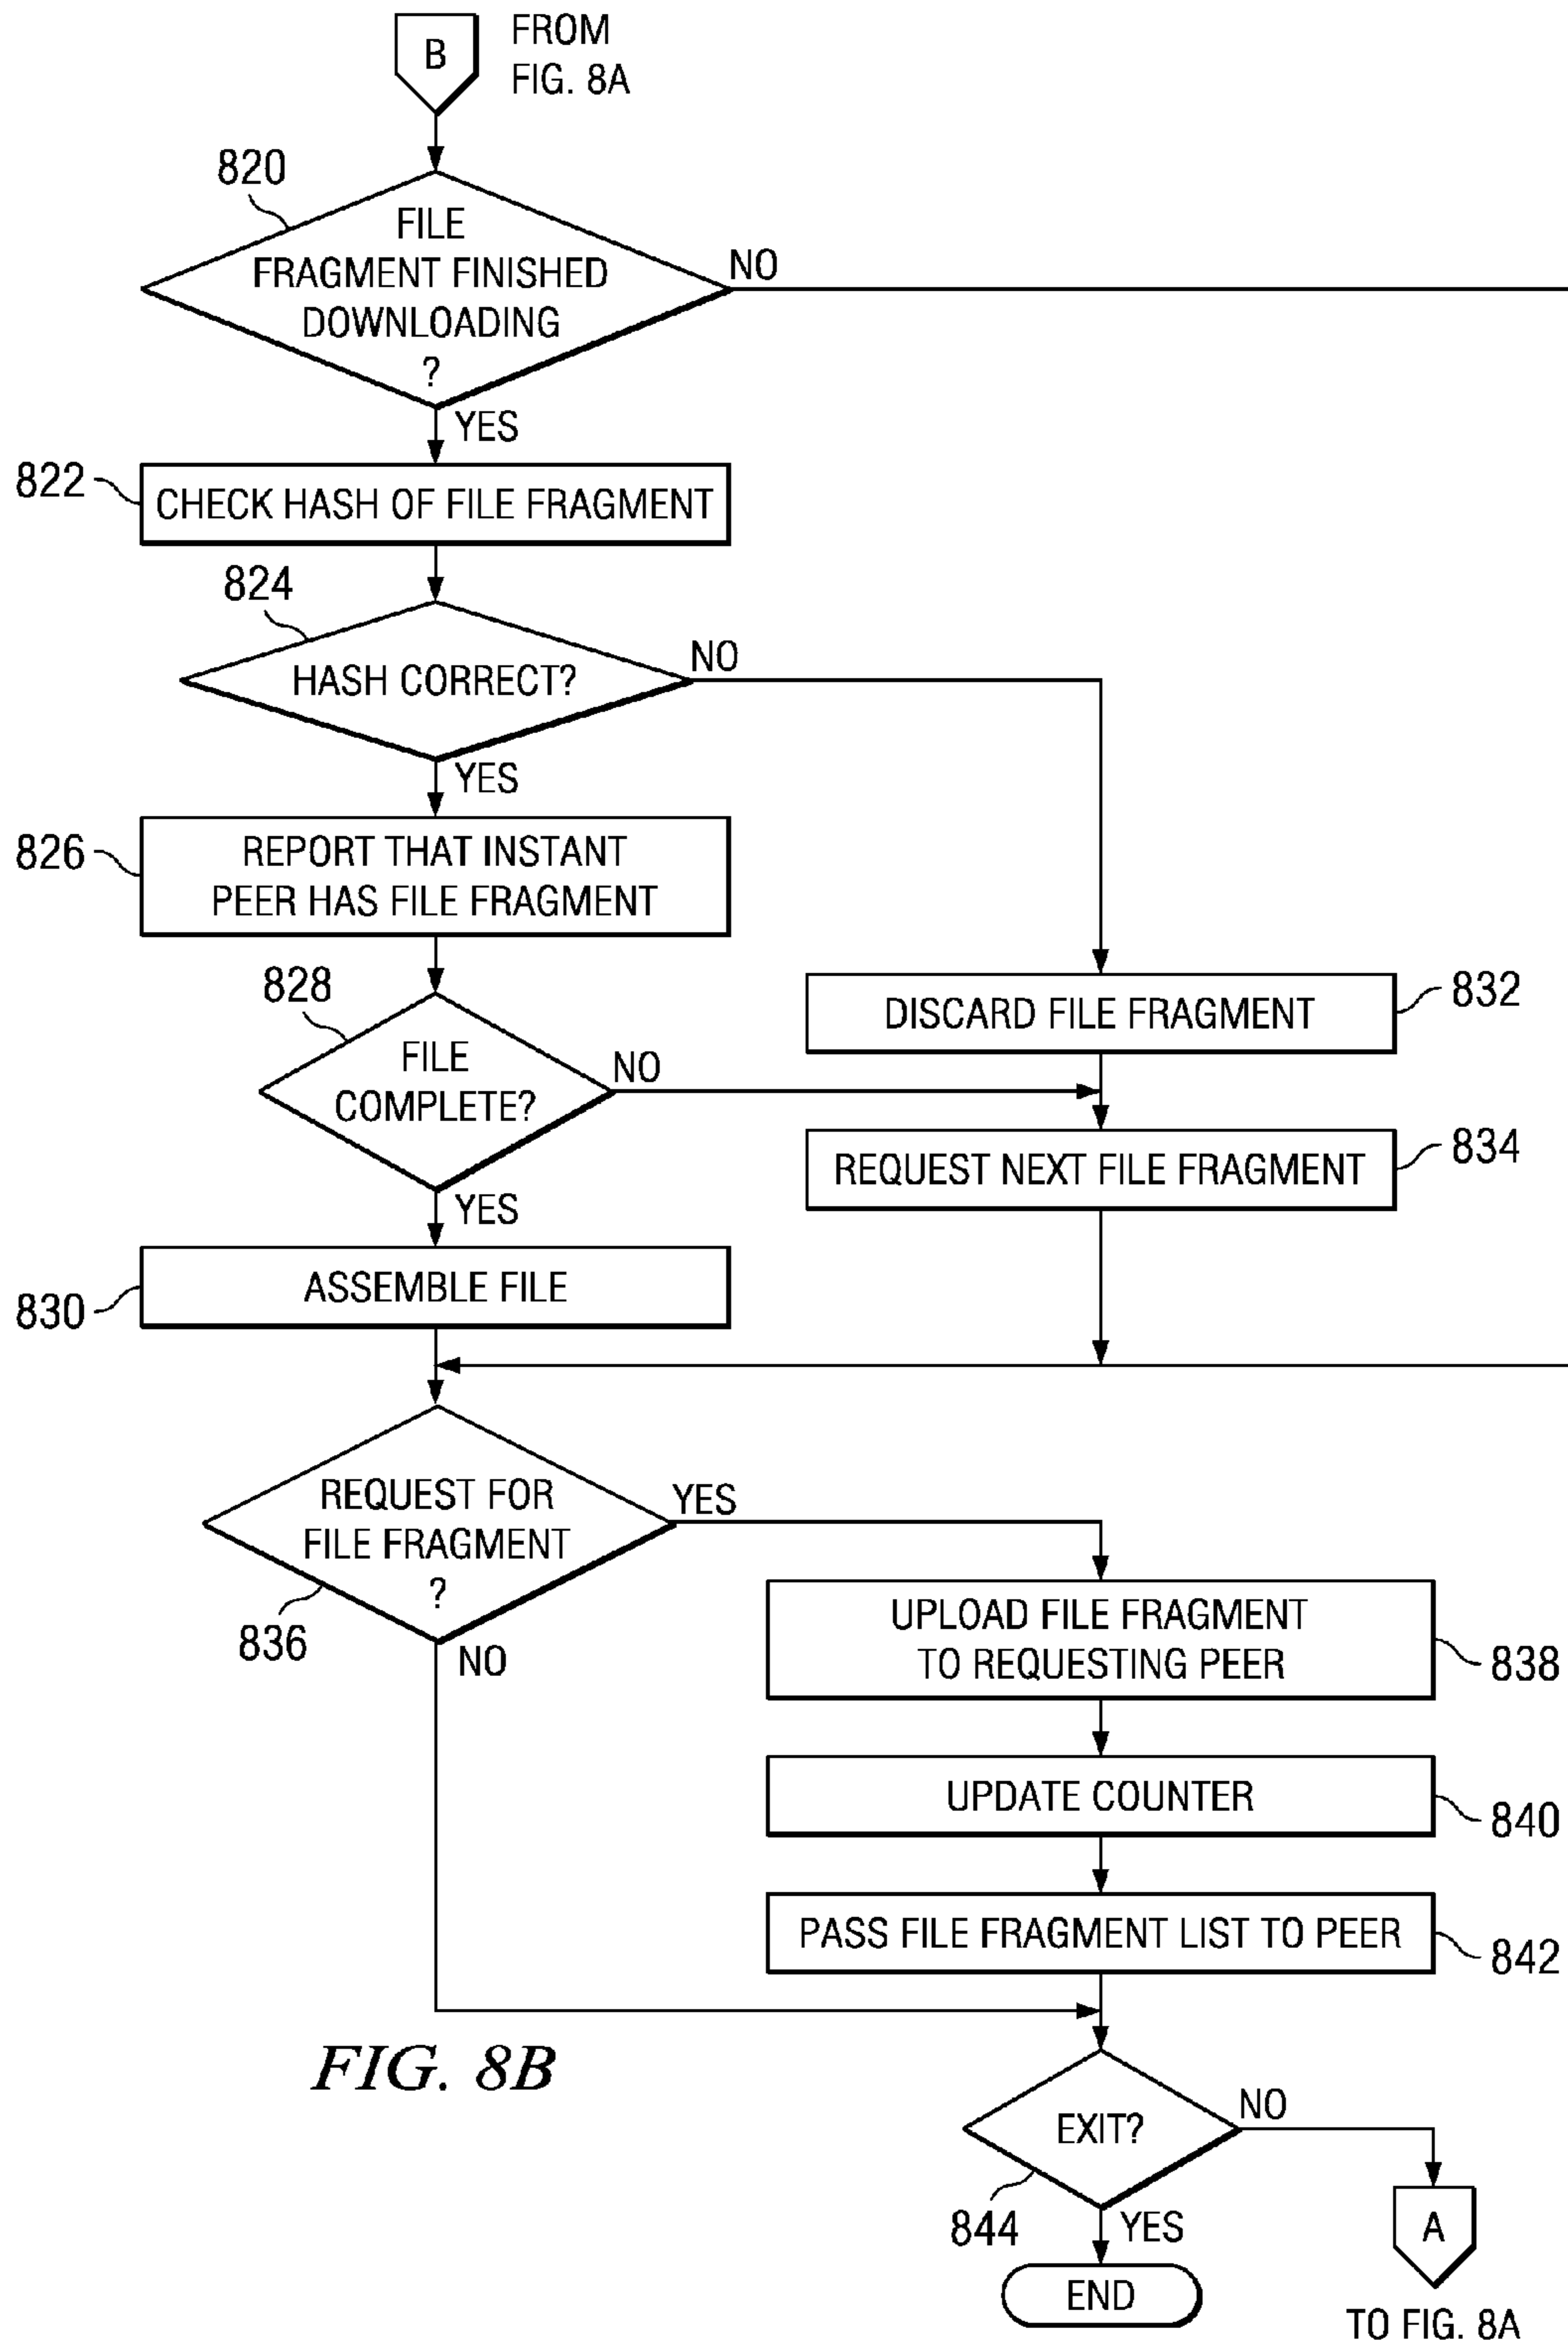 B
FROM
FIG. 8A
820
FILE
FRAGMENT FINISHED
DOWNLOADING
?
NO
YES
822
CHECK HASH OF FILE FRAGMENT
824
HASH CORRECT?
NO
YES
826
REPORT THAT INSTANT
PEER HAS FILE FRAGMENT
828
FILE
COMPLETE?
NO
YES
832
DISCARD FILE FRAGMENT
834
REQUEST NEXT FILE FRAGMENT
830
ASSEMBLE FILE
REQUEST FOR
FILE FRAGMENT
?
YES
836
NO
UPLOAD FILE FRAGMENT
TO REQUESTING PEER
838
UPDATE COUNTER
840
PASS FILE FRAGMENT LIST TO PEER
842
FIG. 8B
EXIT?
NO
844
YES
A
END
TO FIG. 8A